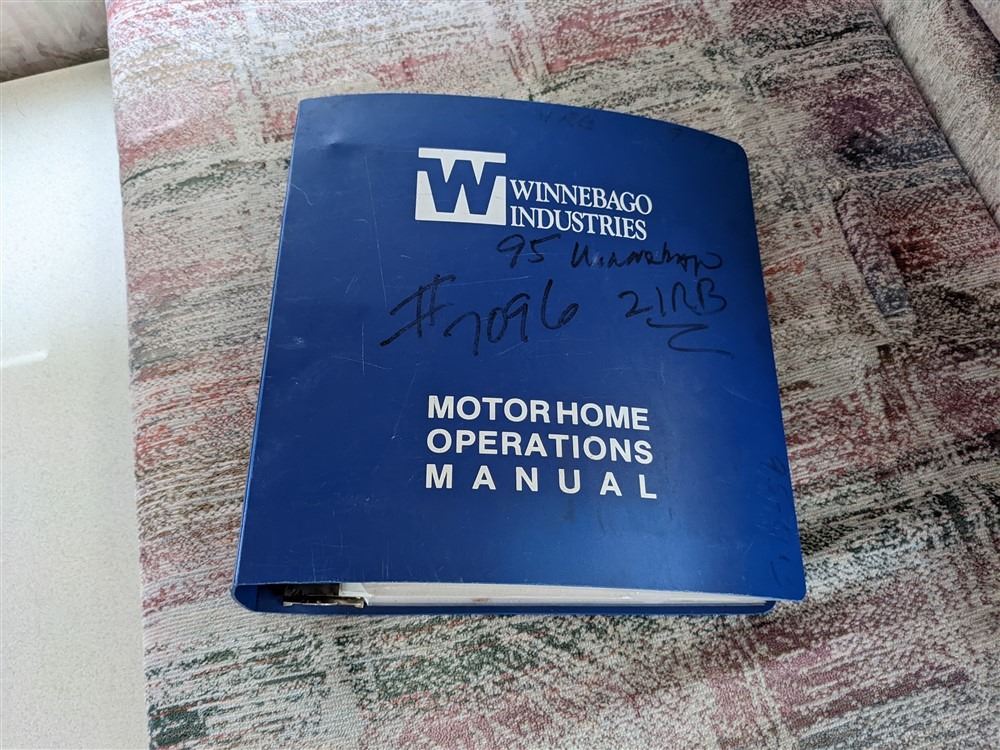 W WINNEBAGO
INDUSTRIES
95 Winnebago
#7096 21RB
MOTOR HOME
OPERATIONS
MANUAL